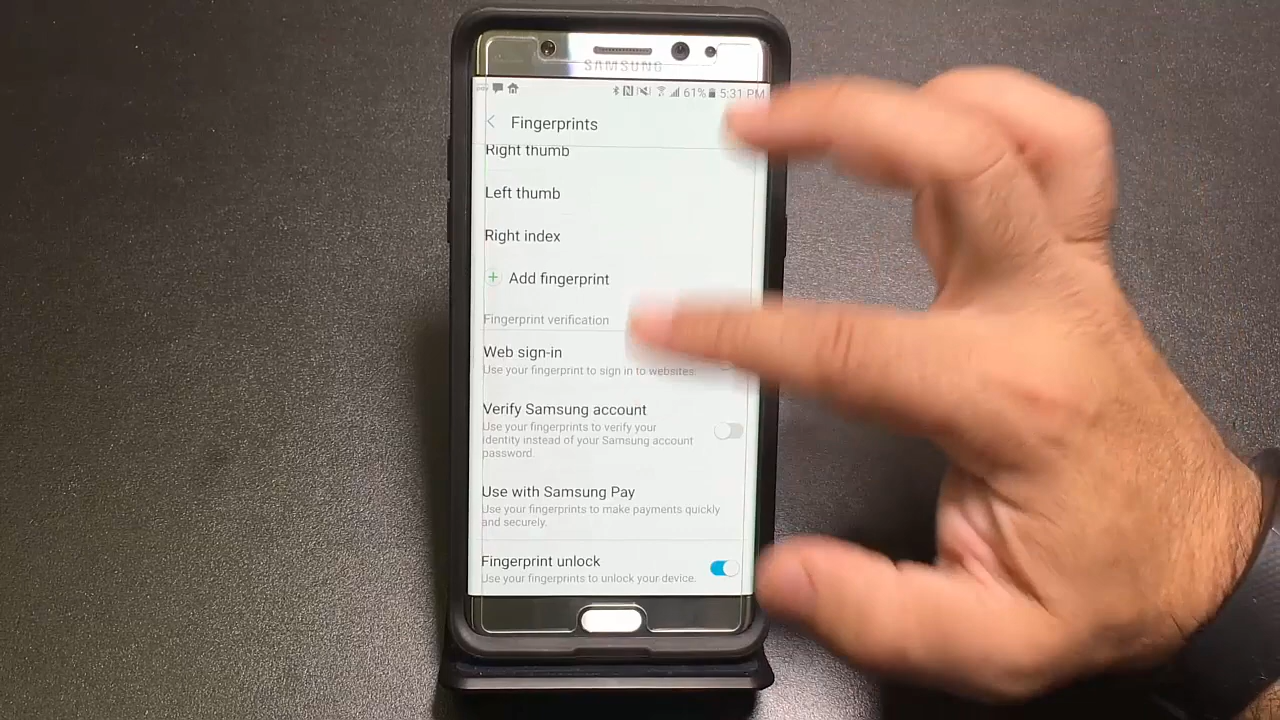 SAMSUNG
61% 5:31 PM
Fingerprints
Right thumb
Left thumb
Right index
+ Add fingerprint
Fingerprint verification
Web sign-in
Use your fingerprint to sign in to websites.
Verify Samsung account
Use your fingerprints to verify your
identity instead of your Samsung account
password.
Use with Samsung Pay
Use your fingerprints to make payments quickly
and securely.
Fingerprint unlock
Use your fingerprints to unlock your device.